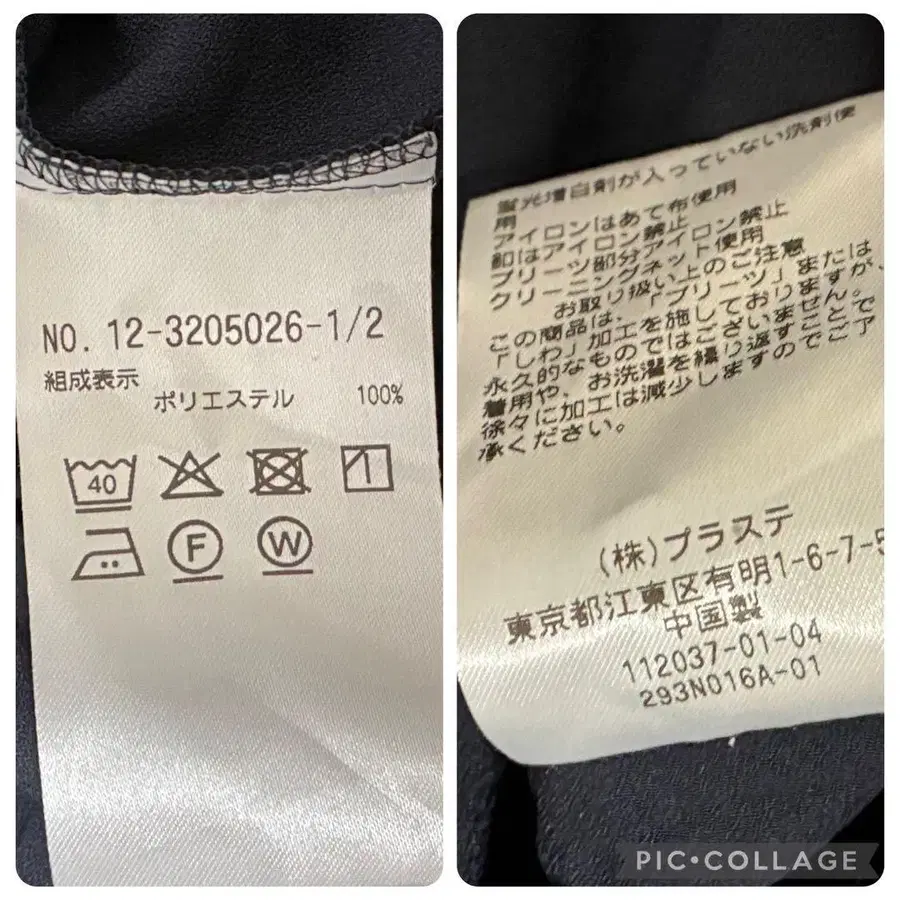 NO. 12-3205026-1/2
組成表示
ポリエステル 100%
40
F
W
蛍光増白剤が入っていない洗剤使
用
アイロンはあて布使用
釦はアイロン禁止
プリーツ部分アイロン禁止
クリーニングネット使用
お取り扱い上のご注意
この商品は、「プリーツ」または
「しわ」加工を施しておりますが、
永久的なものではございません。
着用や、お洗濯を繰り返すことで
徐々に加工は減少しますのでご了
承ください。
(株)プラステ
東京都江東区有明1-6-7-5
中国製
112037-01-04
293N016A-01
PIC•COLLAGE